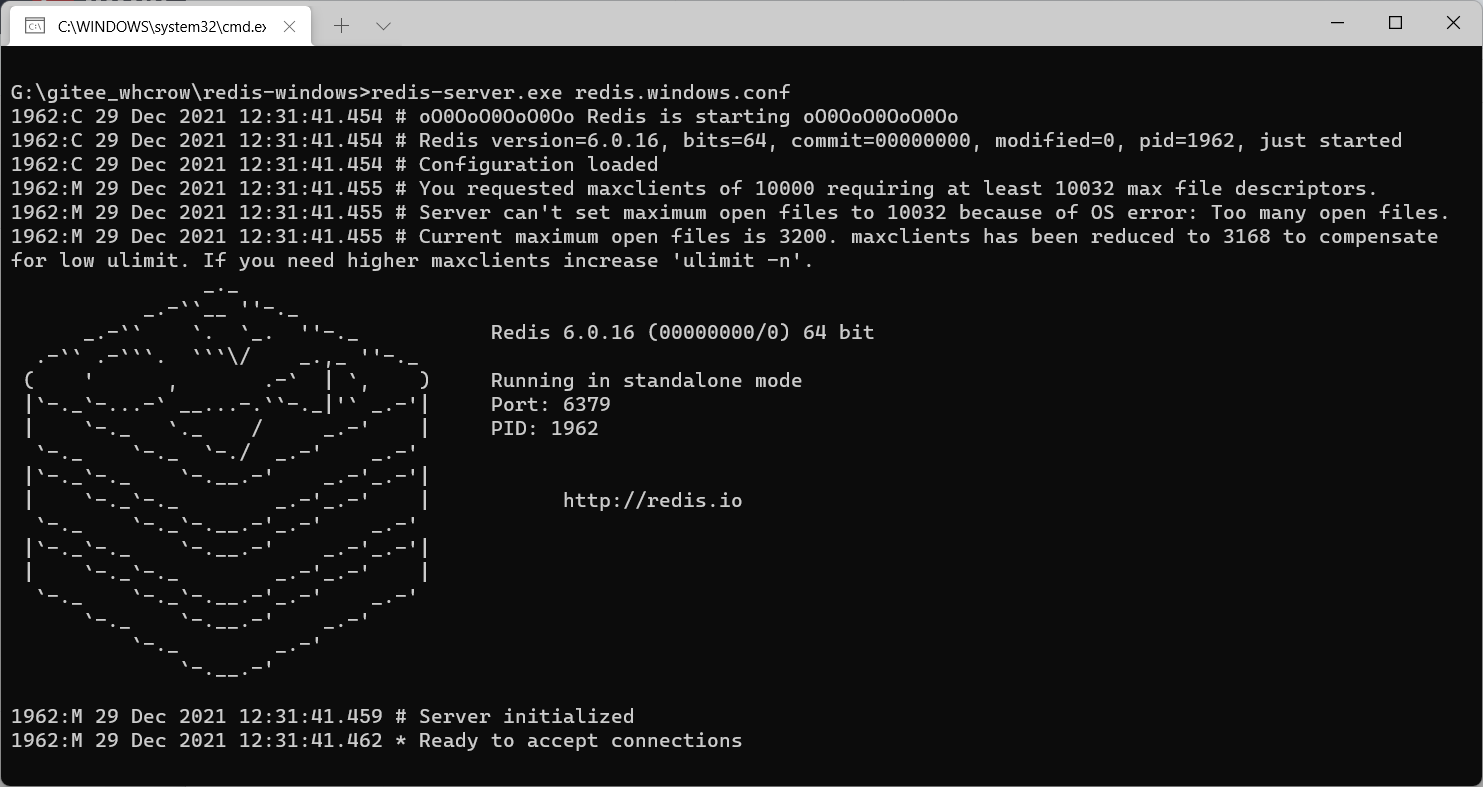 C:\WINDOWS\system32\cmd.ex
G:\gitee_whcrow\redis-windows>redis-server.exe redis.windows.conf
1962:C 29 Dec 2021 12:31:41.454 # oO0OoO0OoO0Oo Redis is starting oO0OoO0OoO0Oo
1962:C 29 Dec 2021 12:31:41.454 # Redis version=6.0.16, bits=64, commit=00000000, modified=0, pid=1962, just started
1962:C 29 Dec 2021 12:31:41.454 # Configuration loaded
1962:M 29 Dec 2021 12:31:41.455 # You requested maxclients of 10000 requiring at least 10032 max file descriptors.
1962:M 29 Dec 2021 12:31:41.455 # Server can't set maximum open files to 10032 because of OS error: Too many open files.
1962:M 29 Dec 2021 12:31:41.455 # Current maximum open files is 3200. maxclients has been reduced to 3168 to compensate
for low ulimit. If you need higher maxclients increase 'ulimit -n'.
Redis 6.0.16 (00000000/0) 64 bit
Running in standalone mode
Port: 6379
PID: 1962
http://redis.io
1962:M 29 Dec 2021 12:31:41.459 # Server initialized
1962:M 29 Dec 2021 12:31:41.462 * Ready to accept connections